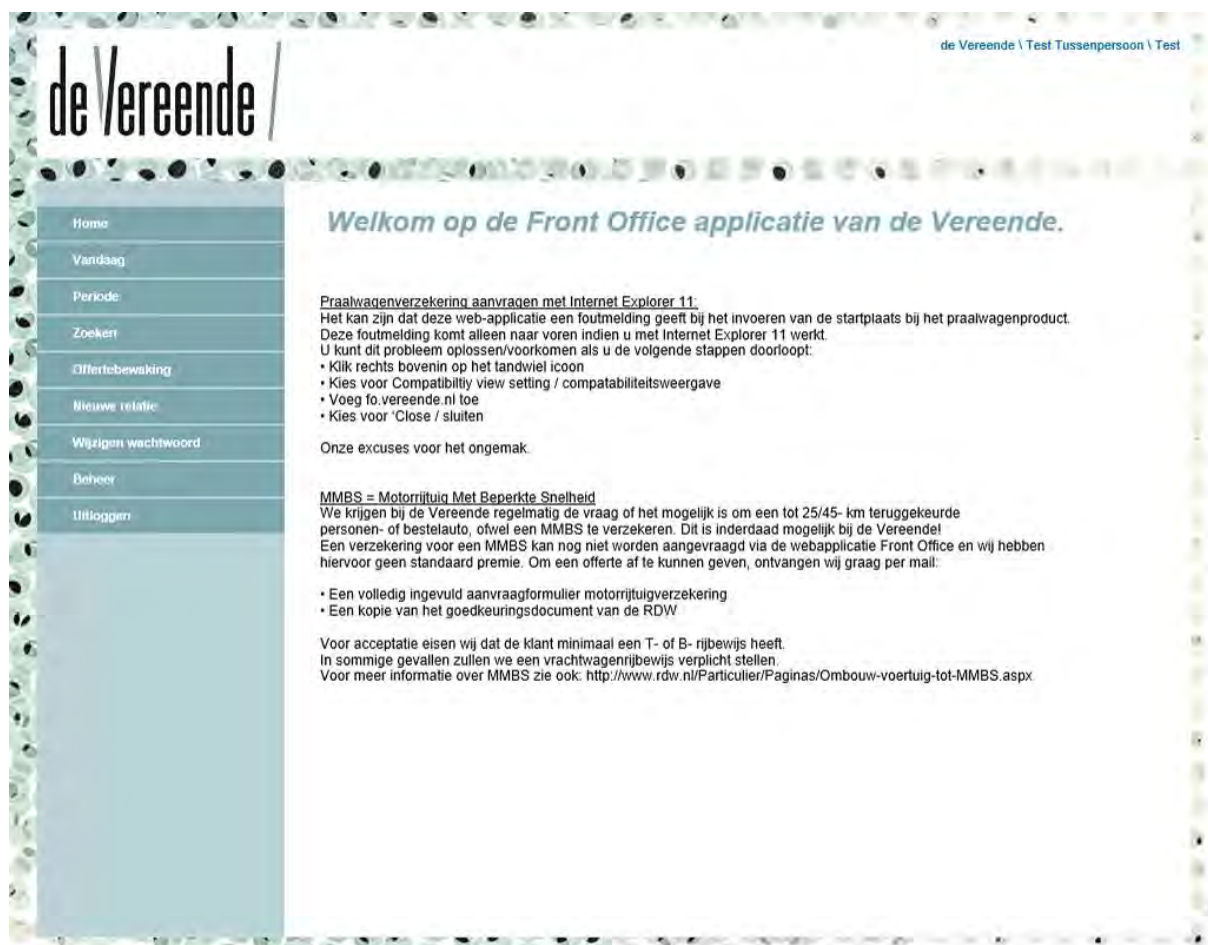 de Vereende \ Test Tussenpersoon \ Test
de Vereende
Home
Vandaag
Periode
Zoeken
Offertebewaking
Nieuwe relatie
Wijzigen wachtwoord
Beheer
Uitloggen
Welkom op de Front Office applicatie van de Vereende.
Praalwagenverzekering aanvragen met Internet Explorer 11:
Het kan zijn dat deze web-applicatie een foutmelding geeft bij het invoeren van de startplaats bij het praalwagenproduct.
Deze foutmelding komt alleen naar voren indien u met Internet Explorer 11 werkt.
U kunt dit probleem oplossen/voorkomen als u de volgende stappen doorloopt:
• Klik rechts bovenin op het tandwiel icoon
• Kies voor Compatibiltiy view setting / compatabiliteitsweergave
• Voeg fo.vereende.nl toe
• Kies voor 'Close / sluiten
Onze excuses voor het ongemak.
MMBS = Motorrijtuig Met Beperkte Snelheid
We krijgen bij de Vereende regelmatig de vraag of het mogelijk is om een tot 25/45- km teruggekeurde
personen- of bestelauto, ofwel een MMBS te verzekeren. Dit is inderdaad mogelijk bij de Vereende!
Een verzekering voor een MMBS kan nog niet worden aangevraagd via de webapplicatie Front Office en wij hebben
hiervoor geen standaard premie. Om een offerte af te kunnen geven, ontvangen wij graag per mail:
• Een volledig ingevuld aanvraagformulier motorrijtuigverzekering
• Een kopie van het goedkeuringsdocument van de RDW
Voor acceptatie eisen wij dat de klant minimaal een T- of B- rijbewijs heeft.
In sommige gevallen zullen we een vrachtwagenrijbewijs verplicht stellen.
Voor meer informatie over MMBS zie ook: http://www.rdw.nl/Particulier/Paginas/Ombouw-voertuig-tot-MMBS.aspx